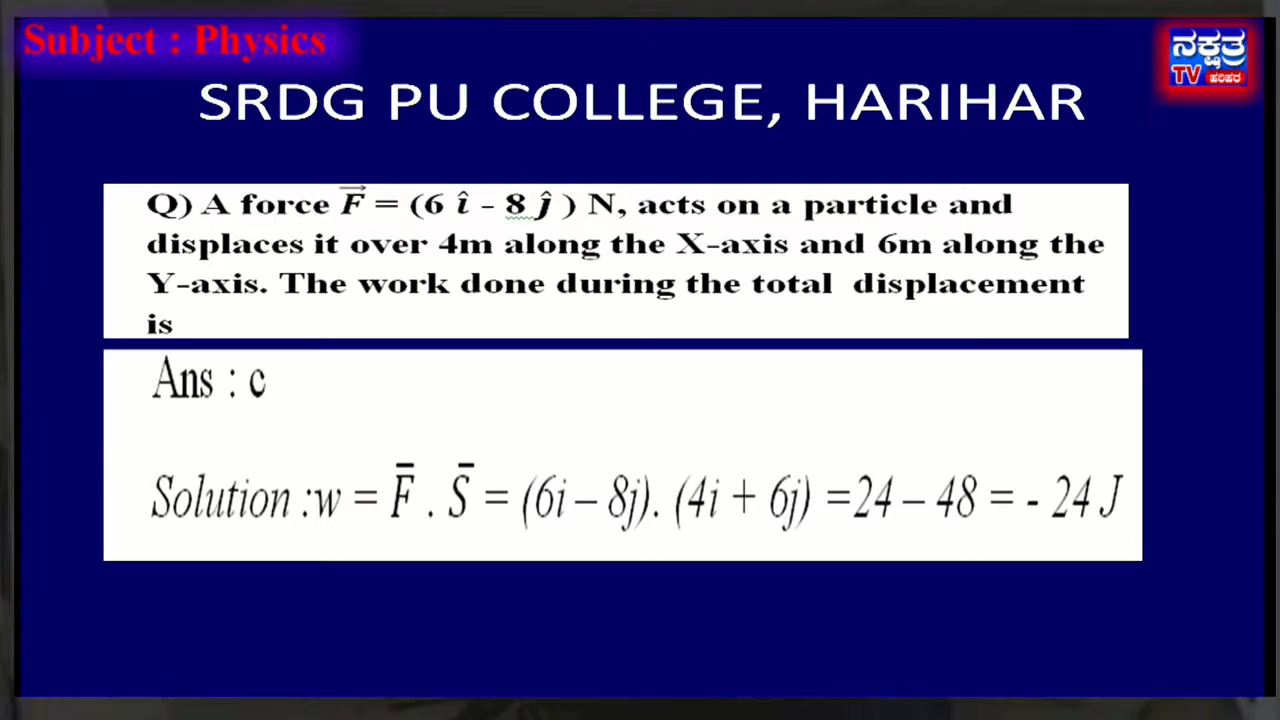 Subject : Physics
ನಕ್ಷತ್ರ
TV ಹರಿಹರ
SRDG PU COLLEGE, HARIHAR
Q) A force F⃗ = (6 î - 8 ĵ ) N, acts on a particle and
displaces it over 4m along the X-axis and 6m along the
Y-axis. The work done during the total displacement
is
Ans : c
Solution :w = F̄ . S̄ = (6i – 8j). (4i + 6j) =24 – 48 = - 24 J